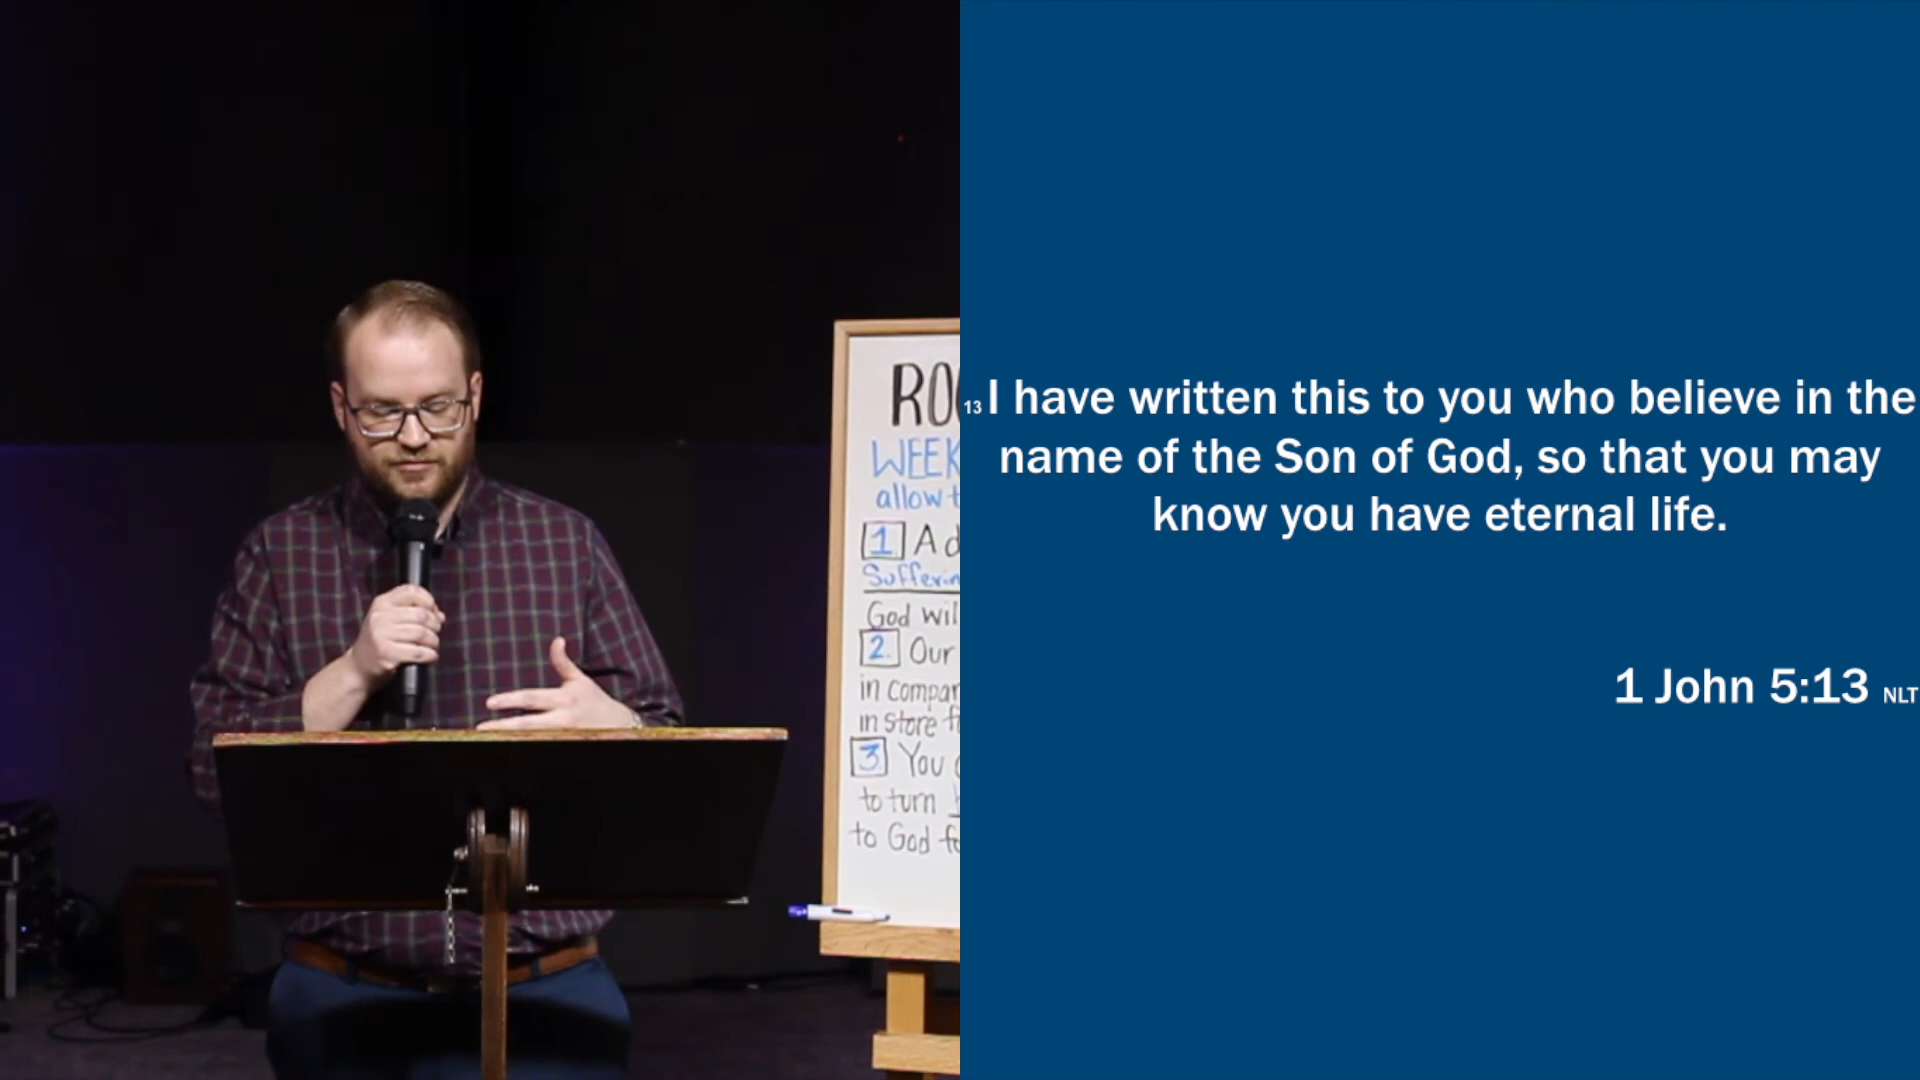 RO
WEEK
allow t
1. A d
Sufferin
God wil
2. Our
in compar
in store f
3. You
to turn
to God fo
13 I have written this to you who believe in the
name of the Son of God, so that you may
know you have eternal life.
1 John 5:13 NLT